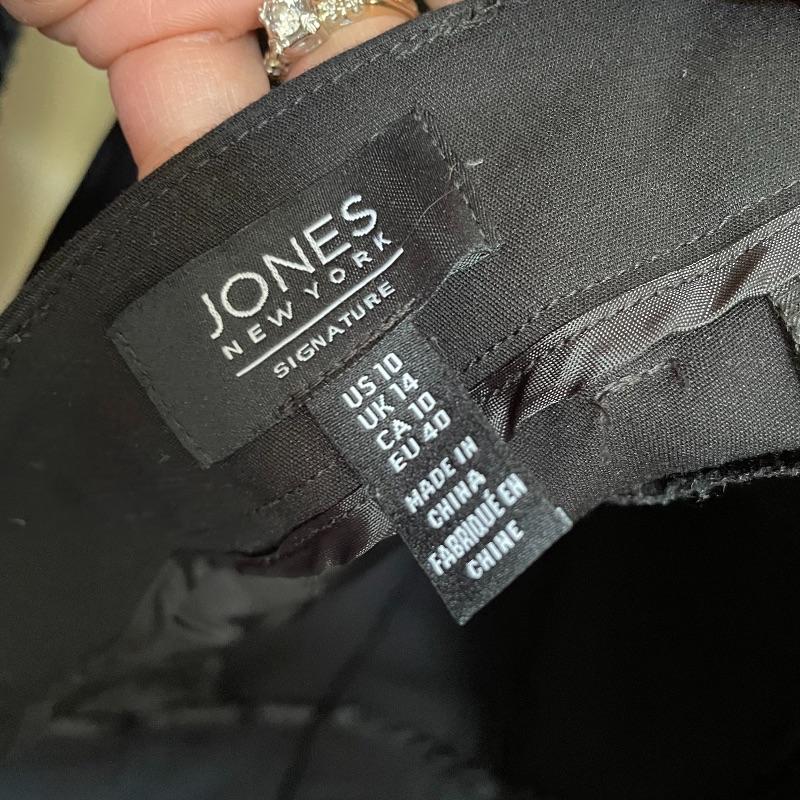 JONES
NEW YORK
SIGNATURE
US 10
UK 14
CA 10
EU 40
MADE IN
CHINA
FABRIQUÉ EN
CHINE